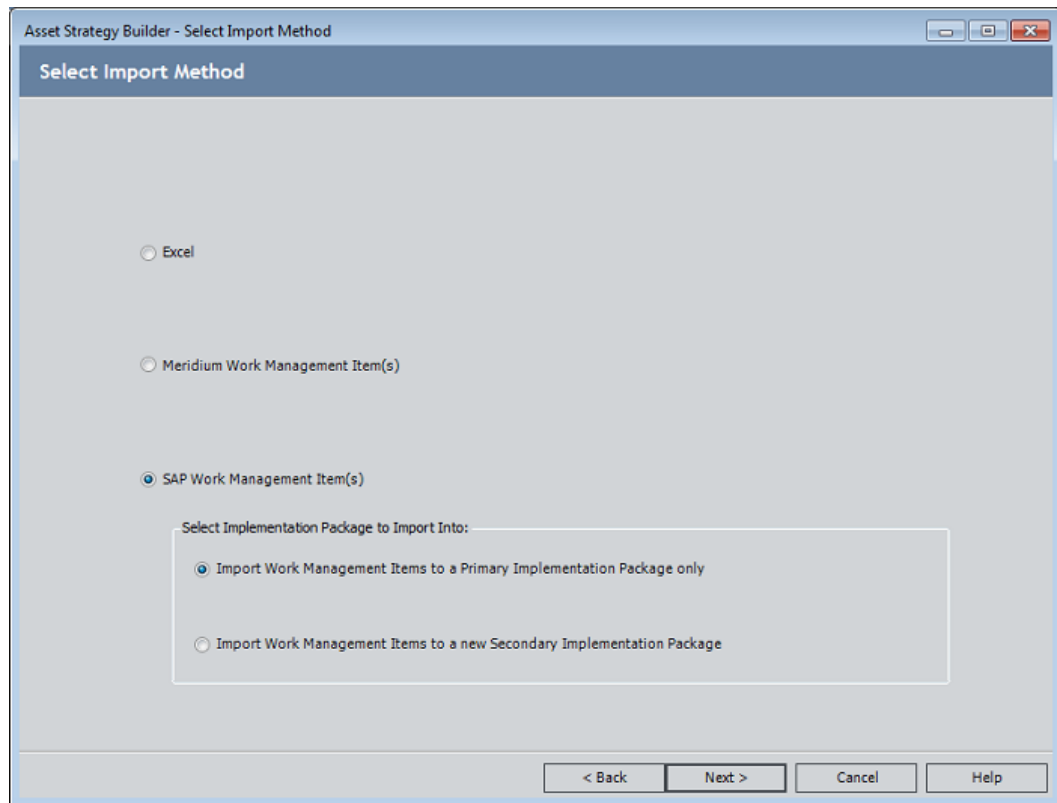 Asset Strategy Builder - Select Import Method
Select Import Method
Excel
Meridium Work Management Item(s)
SAP Work Management Item(s)
Select Implementation Package to Import Into:
Import Work Management Items to a Primary Implementation Package only
Import Work Management Items to a new Secondary Implementation Package
< Back Next > Cancel Help